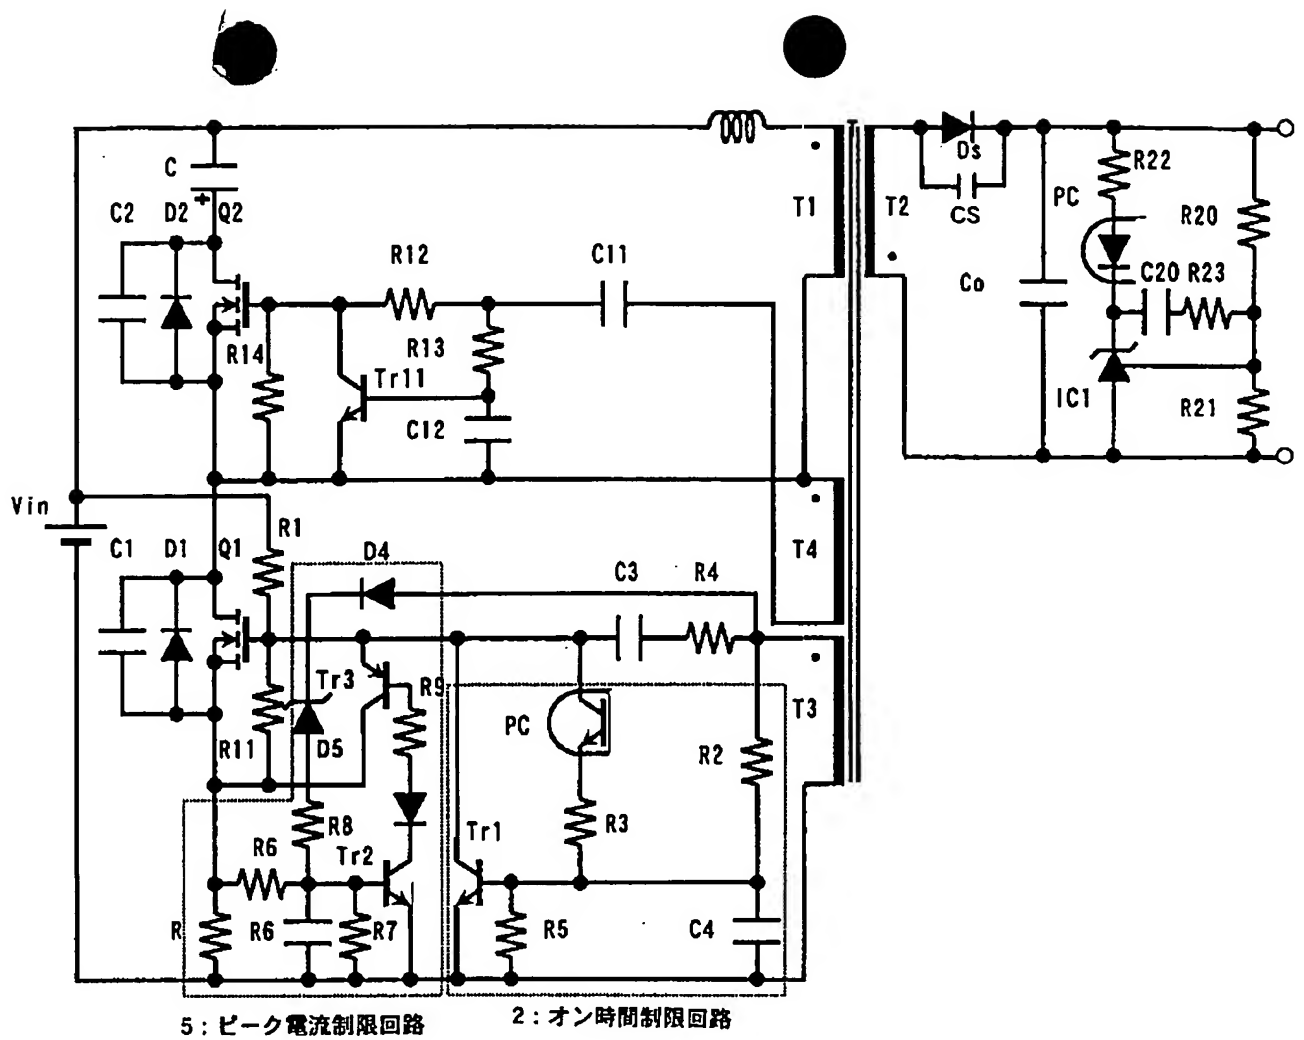 C
C2 D2 Q2
T1
T2
Ds
CS
R22
PC
R20
R12
C11
Co
C20 R23
R14
R13
Tr11
C12
IC1
R21
Vin
R1
T4
C1 D1 Q1
D4
C3 R4
Tr3
R9
PC
T3
R11
D5
R2
R8
R3
Tr1
R6
Tr2
R
R6
R7
R5
C4
5:ピーク電流制限回路
2:オン時間制限回路